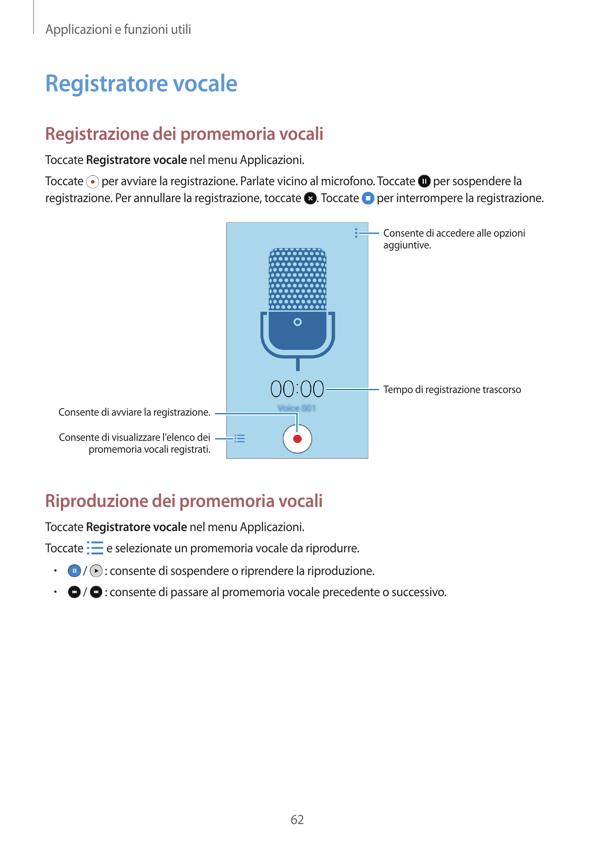 Applicazioni e funzioni utili
Registratore vocale
Registrazione dei promemoria vocali
Toccate Registratore vocale nel menu Applicazioni.
Toccate per avviare la registrazione. Parlate vicino al microfono. Toccate per sospendere la
registrazione. Per annullare la registrazione, toccate . Toccate per interrompere la registrazione.
Consente di accedere alle opzioni
aggiuntive.
00:00
Tempo di registrazione trascorso
Voice 001
Consente di avviare la registrazione.
Consente di visualizzare l'elenco dei
promemoria vocali registrati.
Riproduzione dei promemoria vocali
Toccate Registratore vocale nel menu Applicazioni.
Toccate e selezionate un promemoria vocale da riprodurre.
• / : consente di sospendere o riprendere la riproduzione.
• / : consente di passare al promemoria vocale precedente o successivo.
62